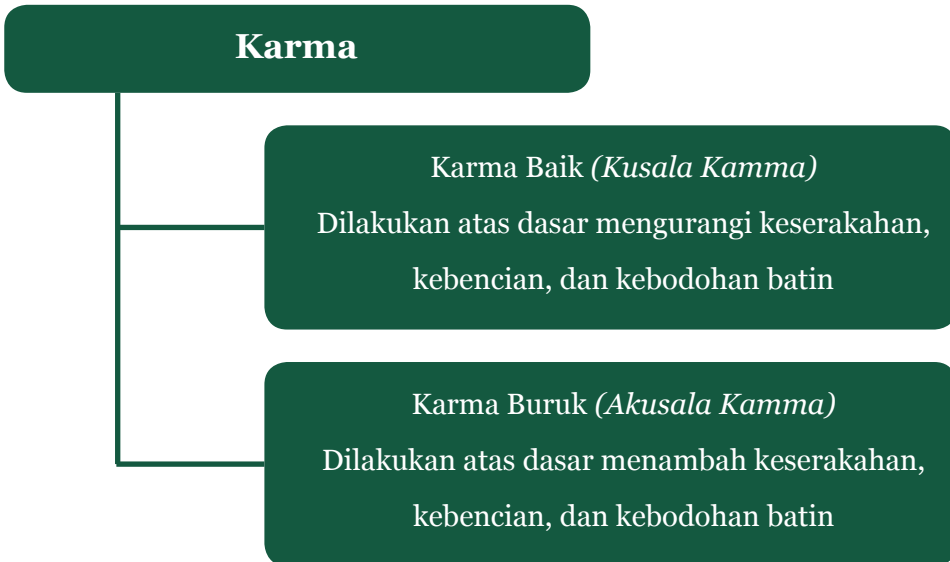 Karma
Karma Baik (Kusala Kamma)
Dilakukan atas dasar mengurangi keserakahan,
kebencian, dan kebodohan batin
Karma Buruk (Akusala Kamma)
Dilakukan atas dasar menambah keserakahan,
kebencian, dan kebodohan batin